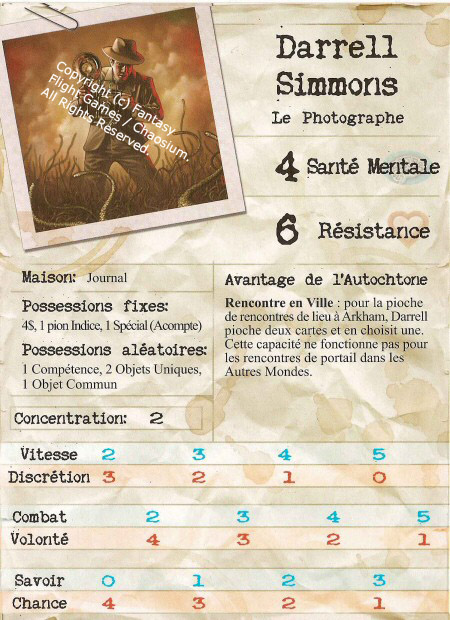 Copyright (c) Fantasy
Flight Games / Chaosium.
All Rights Reserved.
Darrell
Simmons
Le Photographe
4 Santé Mentale
6 Résistance
Maison: Journal
Possessions fixes:
4$, 1 pion Indice, 1 Spécial (Acompte)
Possessions aléatoires:
1 Compétence, 2 Objets Uniques,
1 Objet Commun
Avantage de l'Autochtone
Rencontre en Ville : pour la pioche
de rencontres de lieu à Arkham, Darrell
pioche deux cartes et en choisit une.
Cette capacité ne fonctionne pas pour
les rencontres de portail dans les
Autres Mondes.
Concentration: 2
Vitesse 2 3 4 5
Discrétion 3 2 1 0
Combat 2 3 4 5
Volonté 4 3 2 1
Savoir 0 1 2 3
Chance 4 3 2 1